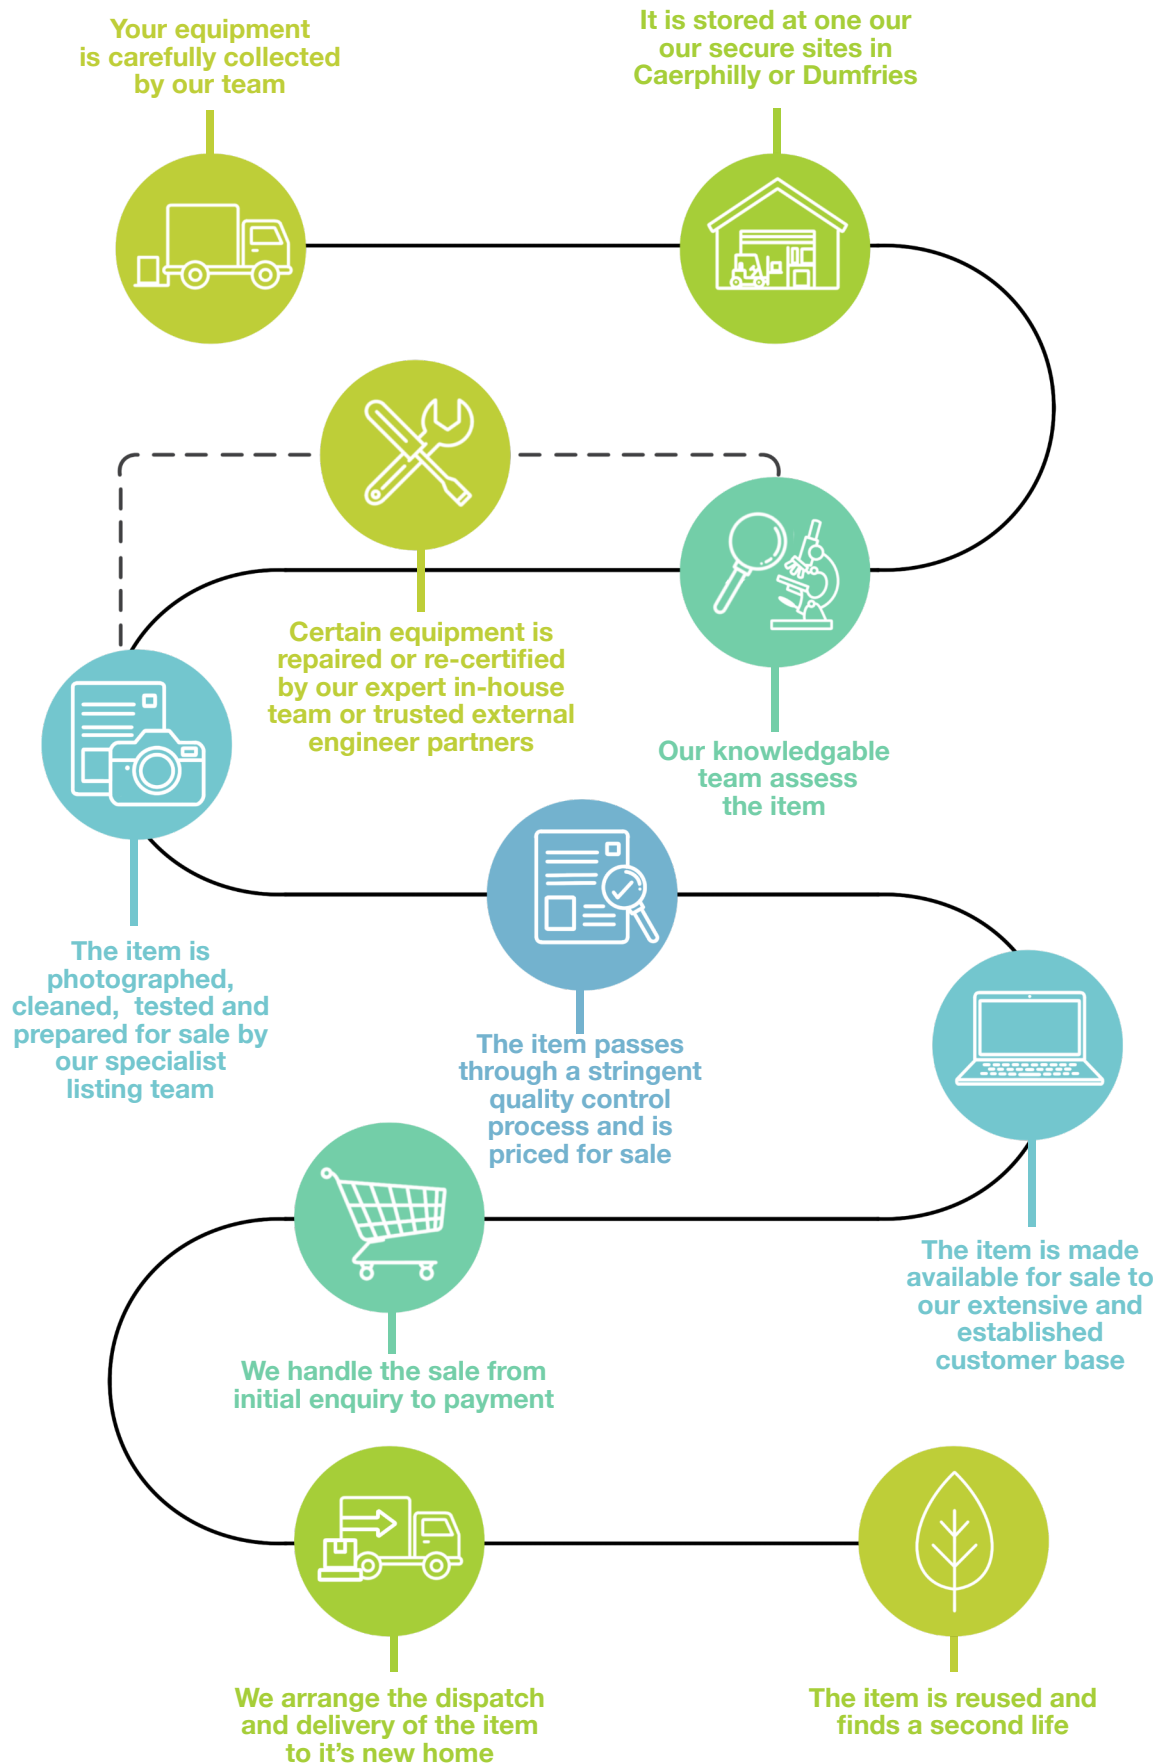 Your equipment
is carefully collected
by our team
It is stored at one our
our secure sites in
Caerphilly or Dumfries
Certain equipment is
repaired or re-certified
by our expert in-house
team or trusted external
engineer partners
Our knowledgable
team assess
the item
The item is
photographed,
cleaned,  tested and
prepared for sale by
our specialist
listing team
The item passes
through a stringent
quality control
process and is
priced for sale
The item is made
available for sale to
our extensive and
established
customer base
We handle the sale from
initial enquiry to payment
We arrange the dispatch
and delivery of the item
to it's new home
The item is reused and
finds a second life